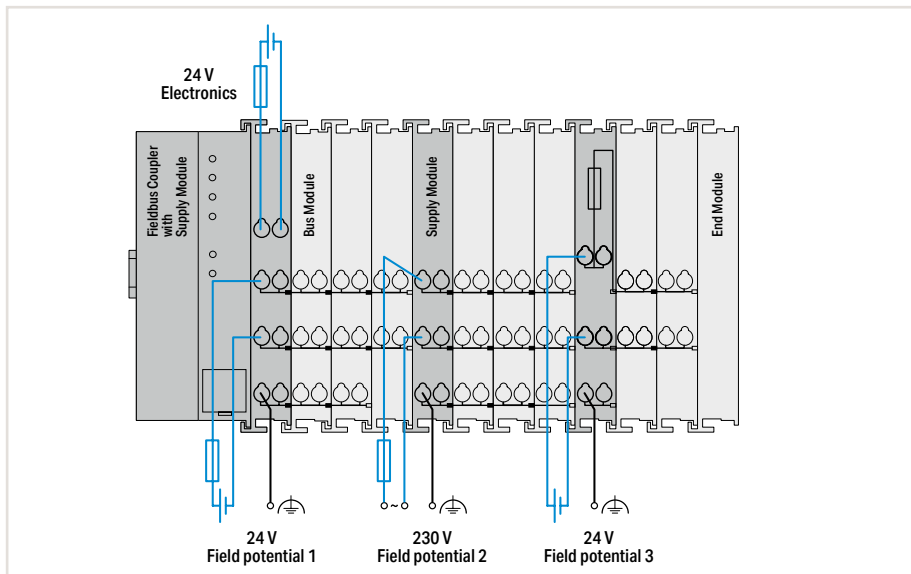 24 V
Electronics
Fieldbus Coupler
with
Supply Module
Bus Module
Supply Module
End Module
~
24 V
Field potential 1
230 V
Field potential 2
24 V
Field potential 3